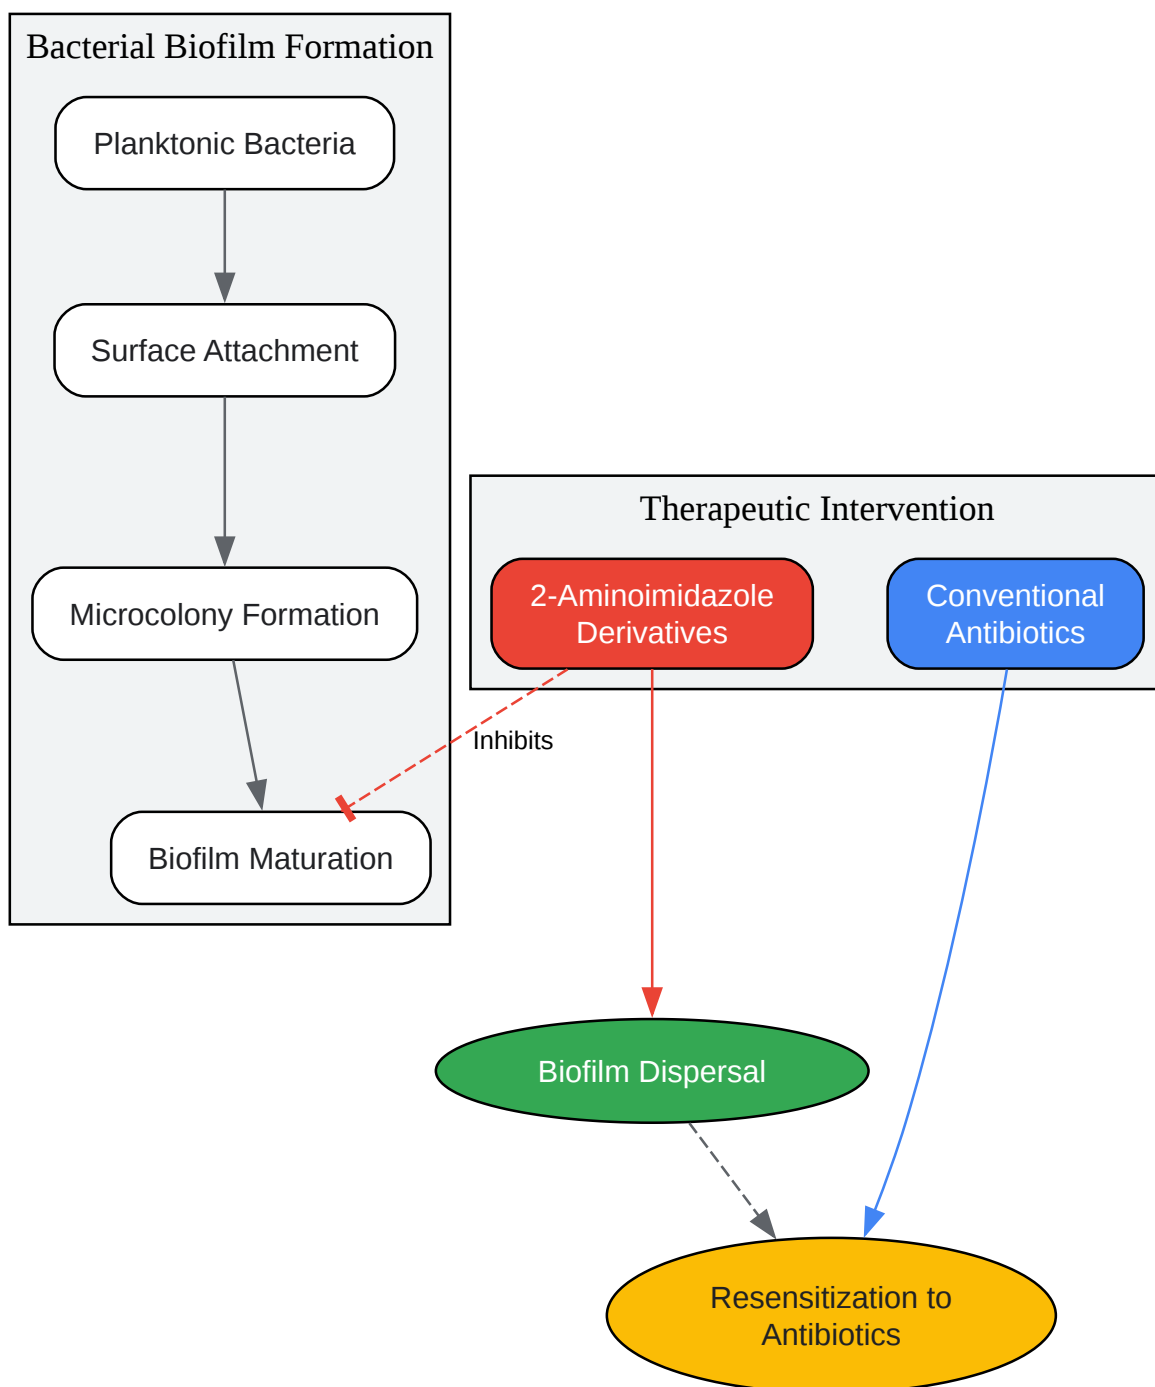 Bacterial Biofilm Formation
Planktonic Bacteria
Surface Attachment
Microcolony Formation
Biofilm Maturation
Therapeutic Intervention
2-Aminoimidazole
Derivatives
Conventional
Antibiotics
Inhibits
Biofilm Dispersal
Resensitization to
Antibiotics